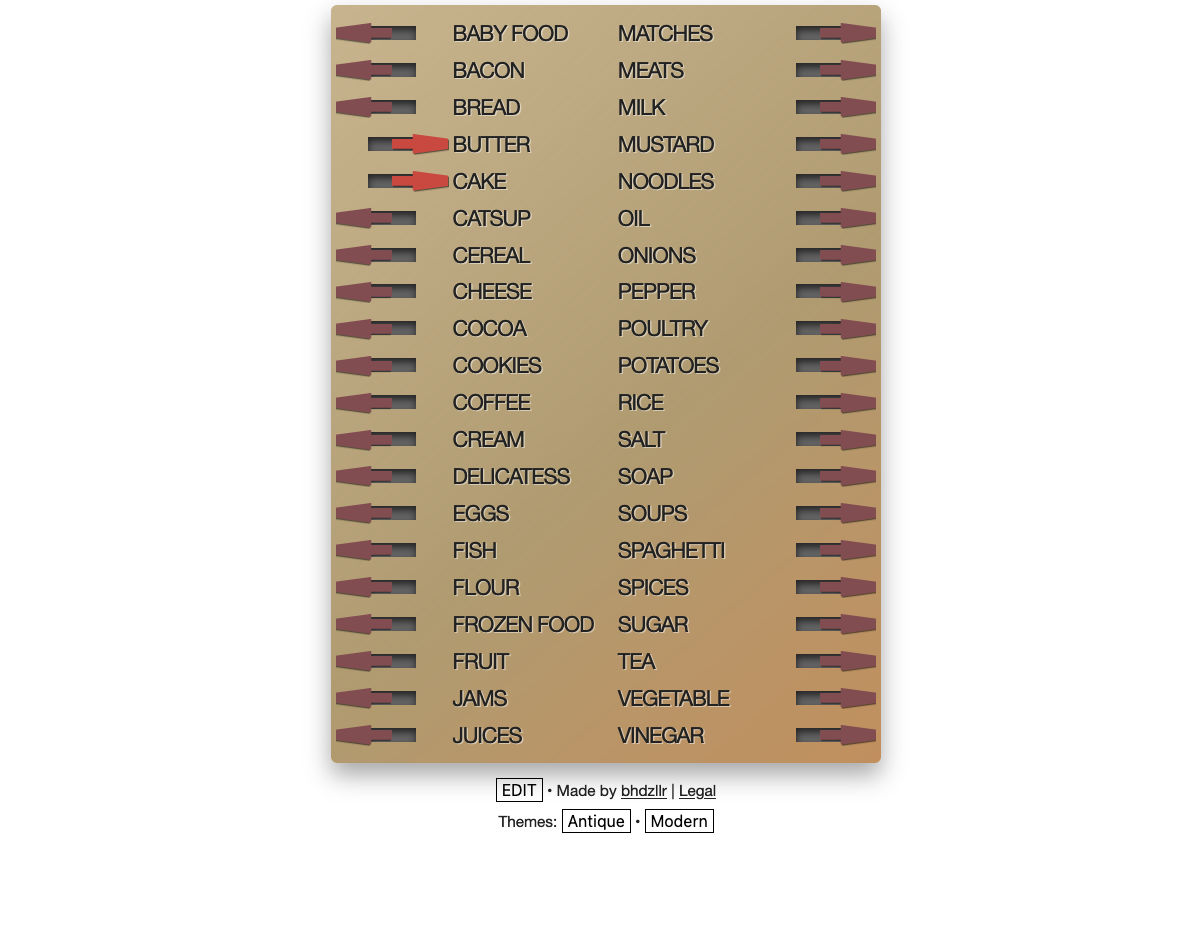 BABY FOOD
BACON
BREAD
BUTTER
CAKE
CATSUP
CEREAL
CHEESE
COCOA
COOKIES
COFFEE
CREAM
DELICATESS
EGGS
FISH
FLOUR
FROZEN FOOD
FRUIT
JAMS
JUICES
MATCHES
MEATS
MILK
MUSTARD
NOODLES
OIL
ONIONS
PEPPER
POULTRY
POTATOES
RICE
SALT
SOAP
SOUPS
SPAGHETTI
SPICES
SUGAR
TEA
VEGETABLE
VINEGAR
EDIT • Made by bhdzllr | Legal
Themes: Antique • Modern